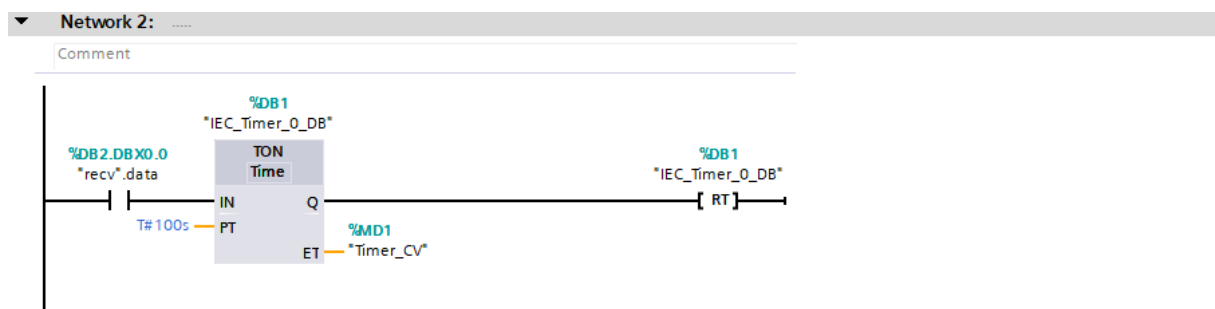 Network 2: .....
Comment
%DB1
"IEC_Timer_0_DB"
%DB2.DBX0.0
"recv".data
TON
Time
%DB1
"IEC_Timer_0_DB"
IN
Q
RT
T#100s
PT
%MD1
ET
"Timer_CV"